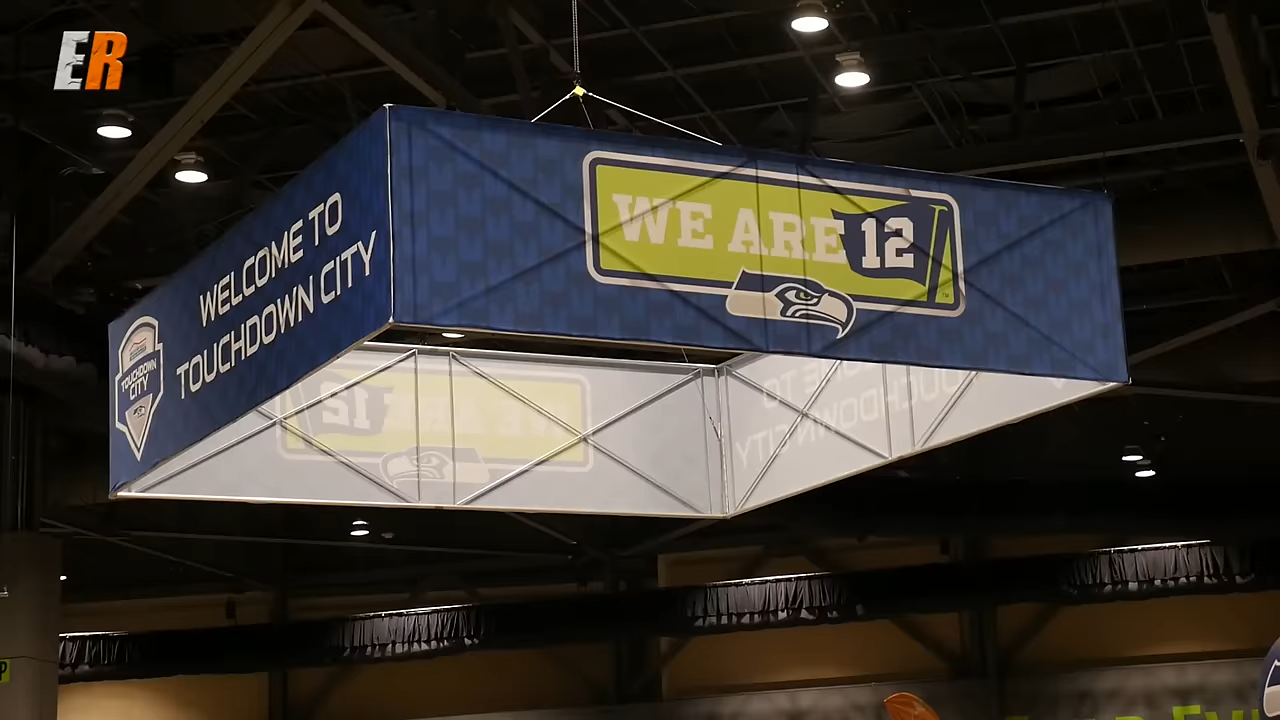 ER
WE ARE 12
WELCOME TO
TOUCHDOWN CITY
TOUCHDOWN
CITY